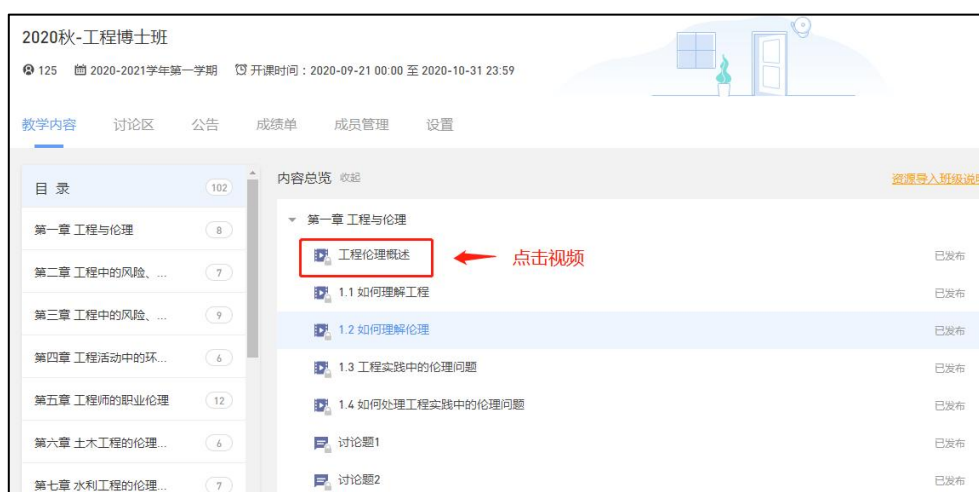 2020秋-工程博士班
125 2020-2021学年第一学期 开课时间：2020-09-21 00:00 至 2020-10-31 23:59
教学内容 讨论区 公告 成绩单 成员管理 设置
目 录 102
第一章 工程与伦理 8
第二章 工程中的风险、... 7
第三章 工程中的风险、... 9
第四章 工程活动中的环... 6
第五章 工程师的职业伦理 12
第六章 土木工程的伦理... 6
第七章 水利工程的伦理... 7
内容总览 收起 资源导入班级说明
第一章 工程与伦理
工程伦理概述 点击视频 已发布
1.1 如何理解工程 已发布
1.2 如何理解伦理 已发布
1.3 工程实践中的伦理问题 已发布
1.4 如何处理工程实践中的伦理问题 已发布
讨论题1 已发布
讨论题2 已发布